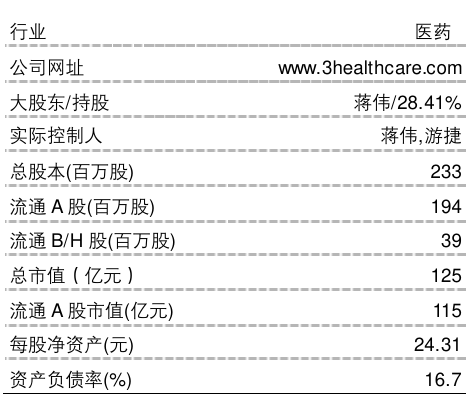 行业 医药
公司网址 www.3healthcare.com
大股东/持股 蒋伟/28.41%
实际控制人 蒋伟,游捷
总股本(百万股) 233
流通 A 股(百万股) 194
流通 B/H 股(百万股) 39
总市值（亿元） 125
流通 A 股市值(亿元) 115
每股净资产(元) 24.31
资产负债率(%) 16.7